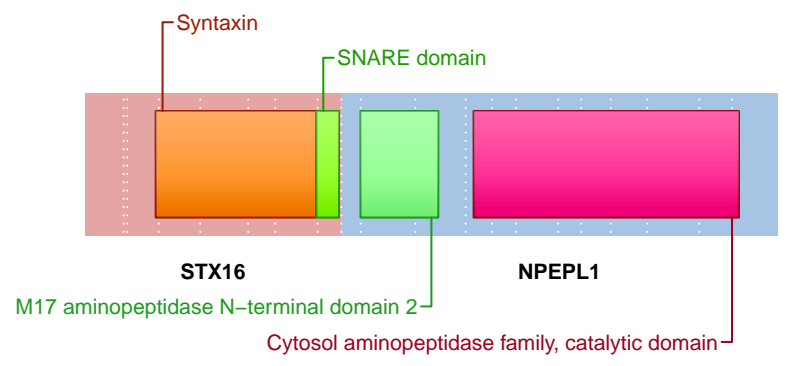 Syntaxin
SNARE domain
STX16
NPEPL1
M17 aminopeptidase N−terminal domain 2
Cytosol aminopeptidase family, catalytic domain